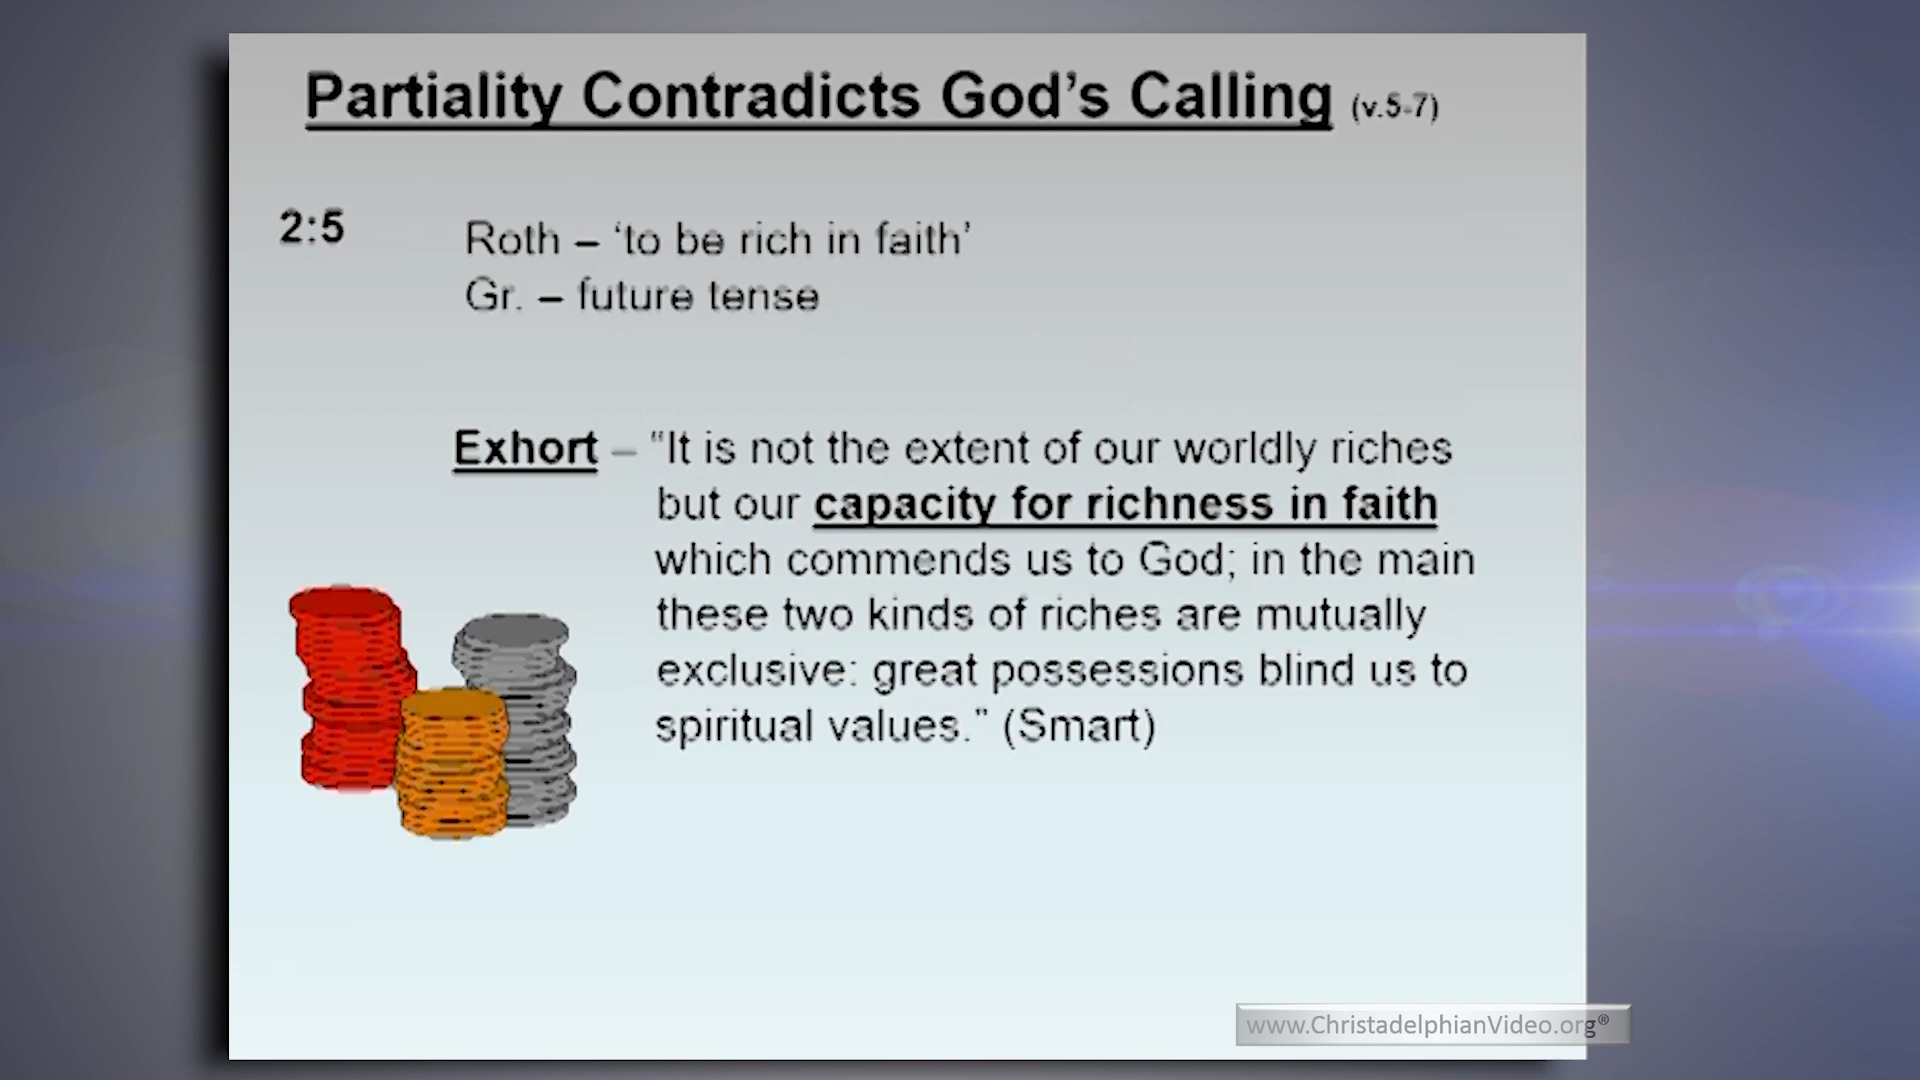 Partiality Contradicts God's Calling (v.5-7)
2:5
Roth – 'to be rich in faith'
Gr. – future tense
Exhort – "It is not the extent of our worldly riches
but our capacity for richness in faith
which commends us to God; in the main
these two kinds of riches are mutually
exclusive: great possessions blind us to
spiritual values." (Smart)
www.ChristadelphianVideo.org®